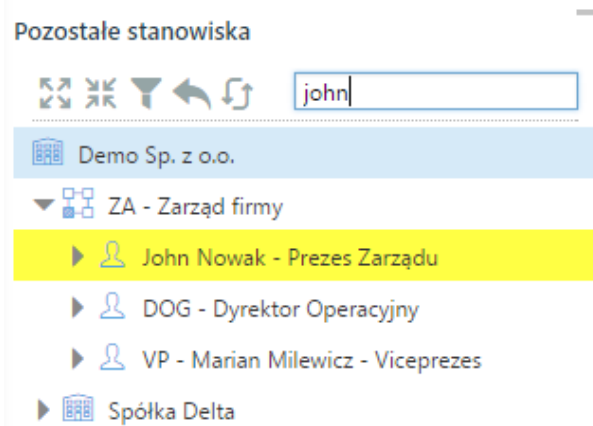 Pozostałe stanowiska
john
Demo Sp. z o.o.
ZA - Zarząd firmy
John Nowak - Prezes Zarządu
DOG - Dyrektor Operacyjny
VP - Marian Milewicz - Viceprezes
Spółka Delta